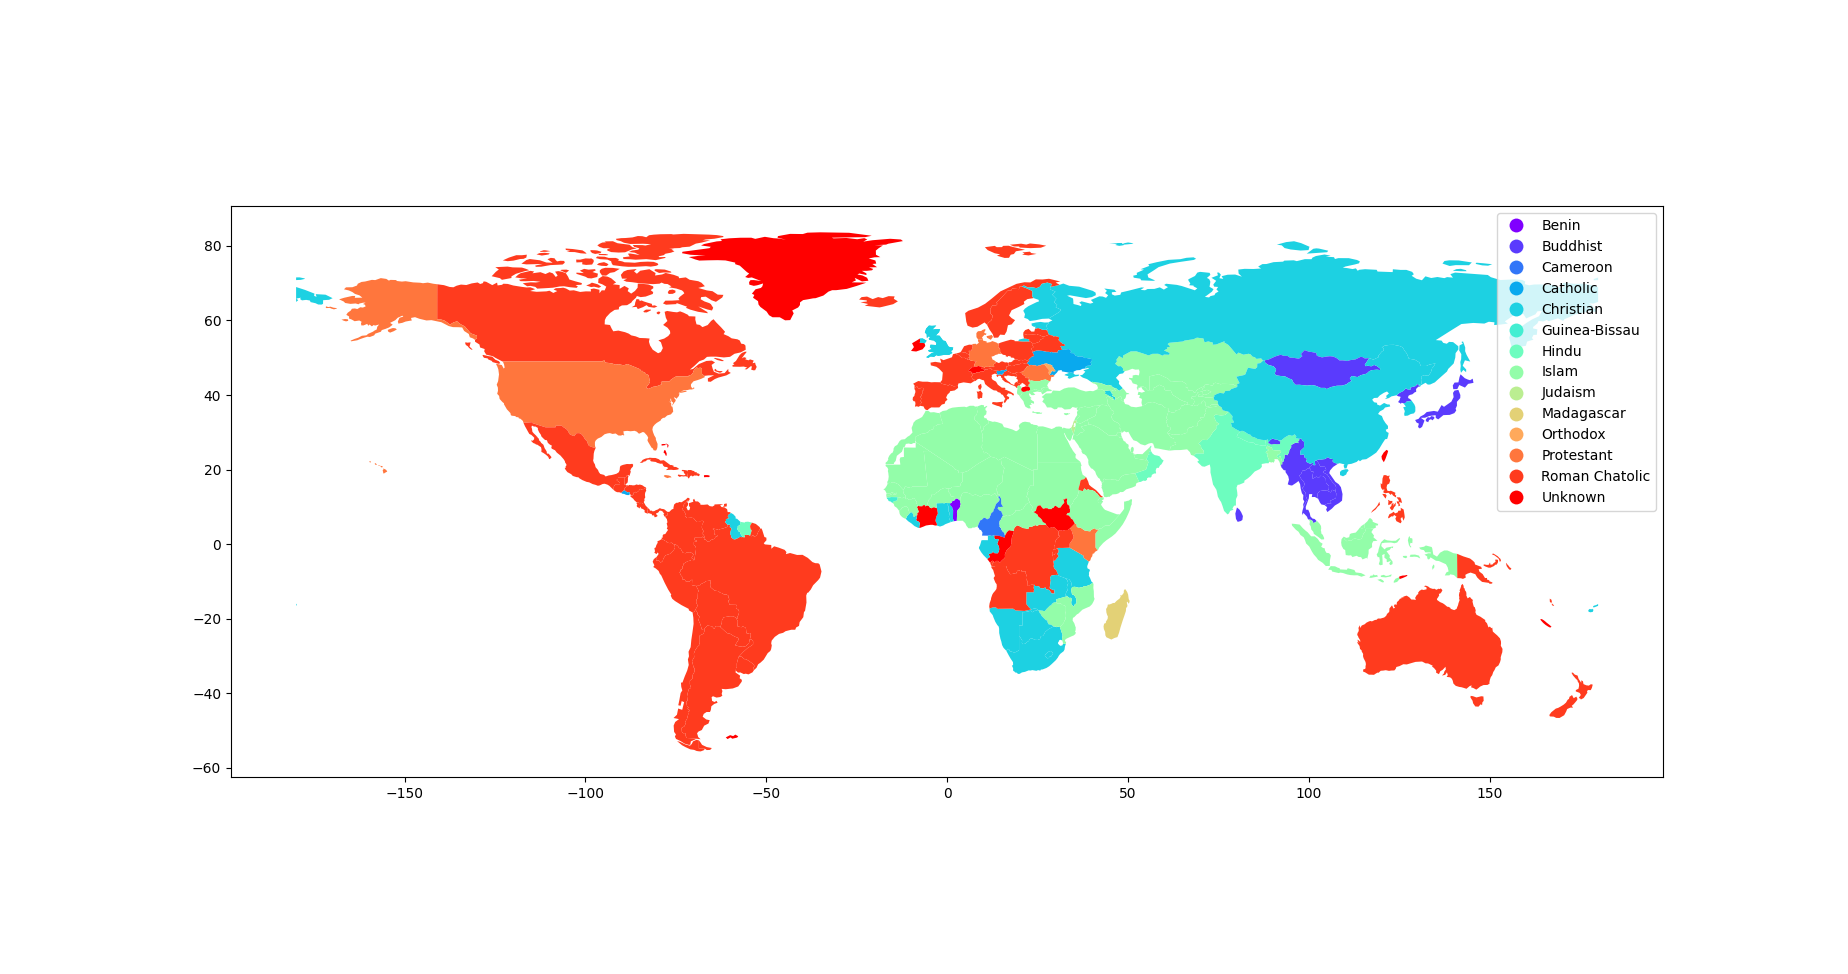 80
60
40
20
0
−20
−40
−60
−150
−100
−50
0
50
100
150
Benin
Buddhist
Cameroon
Catholic
Christian
Guinea-Bissau
Hindu
Islam
Judaism
Madagascar
Orthodox
Protestant
Roman Chatolic
Unknown